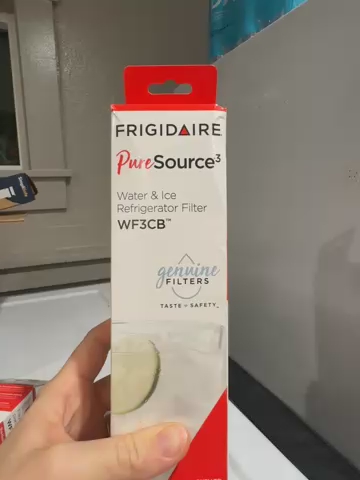 FRIGIDAIRE
PureSource3
Water & Ice
Refrigerator Filter
WF3CB™
genuine
FILTERS
TASTE + SAFETY